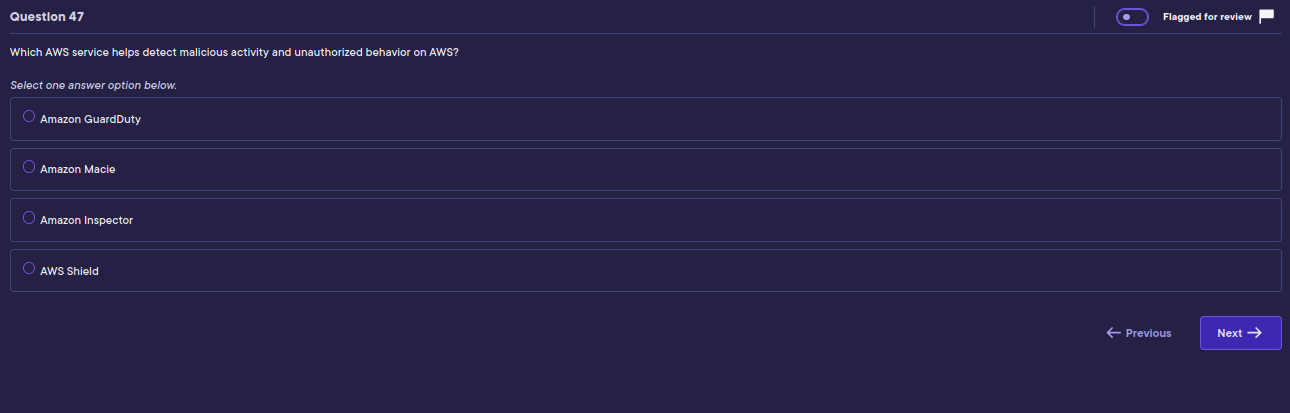 Question 47
Flagged for review
Which AWS service helps detect malicious activity and unauthorized behavior on AWS?
Select one answer option below.
Amazon GuardDuty
Amazon Macie
Amazon Inspector
AWS Shield
Previous
Next